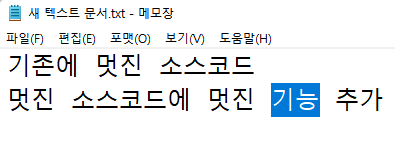 새 텍스트 문서.txt - 메모장
파일(F) 편집(E) 포맷(O) 보기(V) 도움말(H)
기존에 멋진 소스코드
멋진 소스코드에 멋진 기능 추가